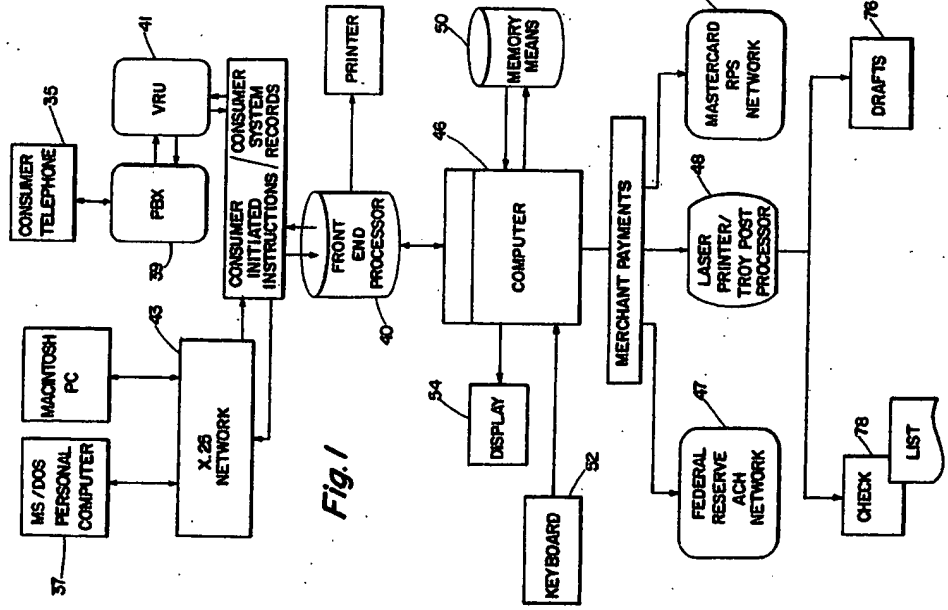 35
CONSUMER
TELEPHONE
41
VRU
PBX
39
MACINTOSH
PC
43
MS/DOS
PERSONAL
COMPUTER
37
X.25
NETWORK
CONSUMER
INITIATED
INSTRUCTIONS
/
CONSUMER
SYSTEM
RECORDS
PRINTER
FRONT
END
PROCESSOR
40
50
MEMORY
MEANS
46
COMPUTER
54
DISPLAY
52
KEYBOARD
Fig. 1
MERCHANT PAYMENTS
47
FEDERAL
RESERVE
ACH
NETWORK
48
LASER
PRINTER/
TROY POST
PROCESSOR
MASTERCARD
RPS
NETWORK
76
DRAFTS
78
CHECK
LIST